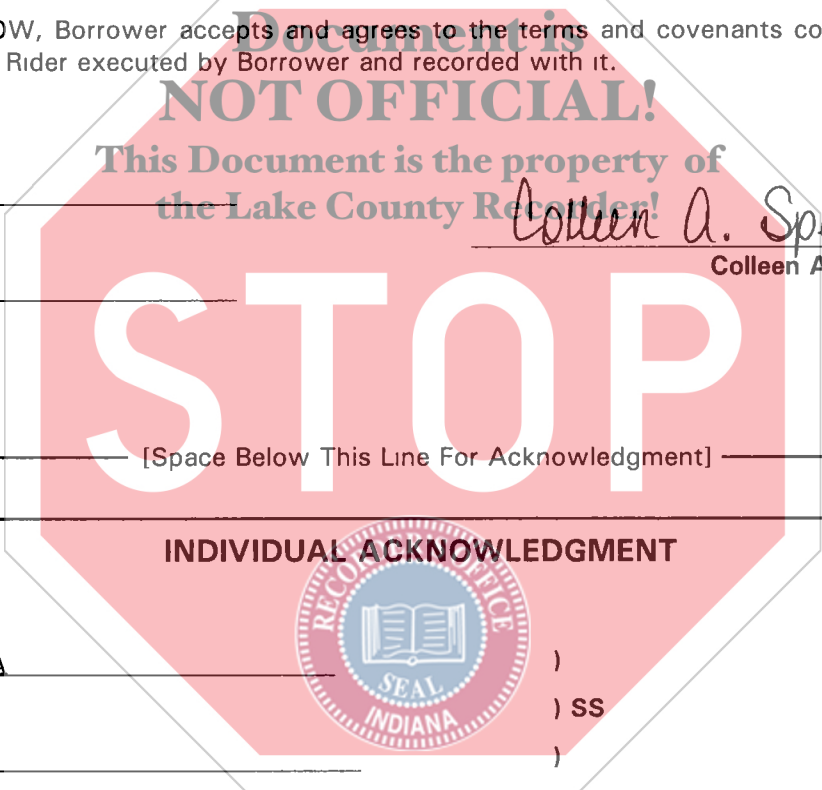 OW, Borrower accepts and agrees to the terms and covenants co
Rider executed by Borrower and recorded with it.
Document is
NOT OFFICIAL!
This Document is the property of
the Lake County Recorder!
Colleen A. Sp
Colleen A
STOP
[Space Below This Line For Acknowledgment]
INDIVIDUAL ACKNOWLEDGMENT
RECORDER'S OFFICE
SEAL
INDIANA
A
)
) SS
)